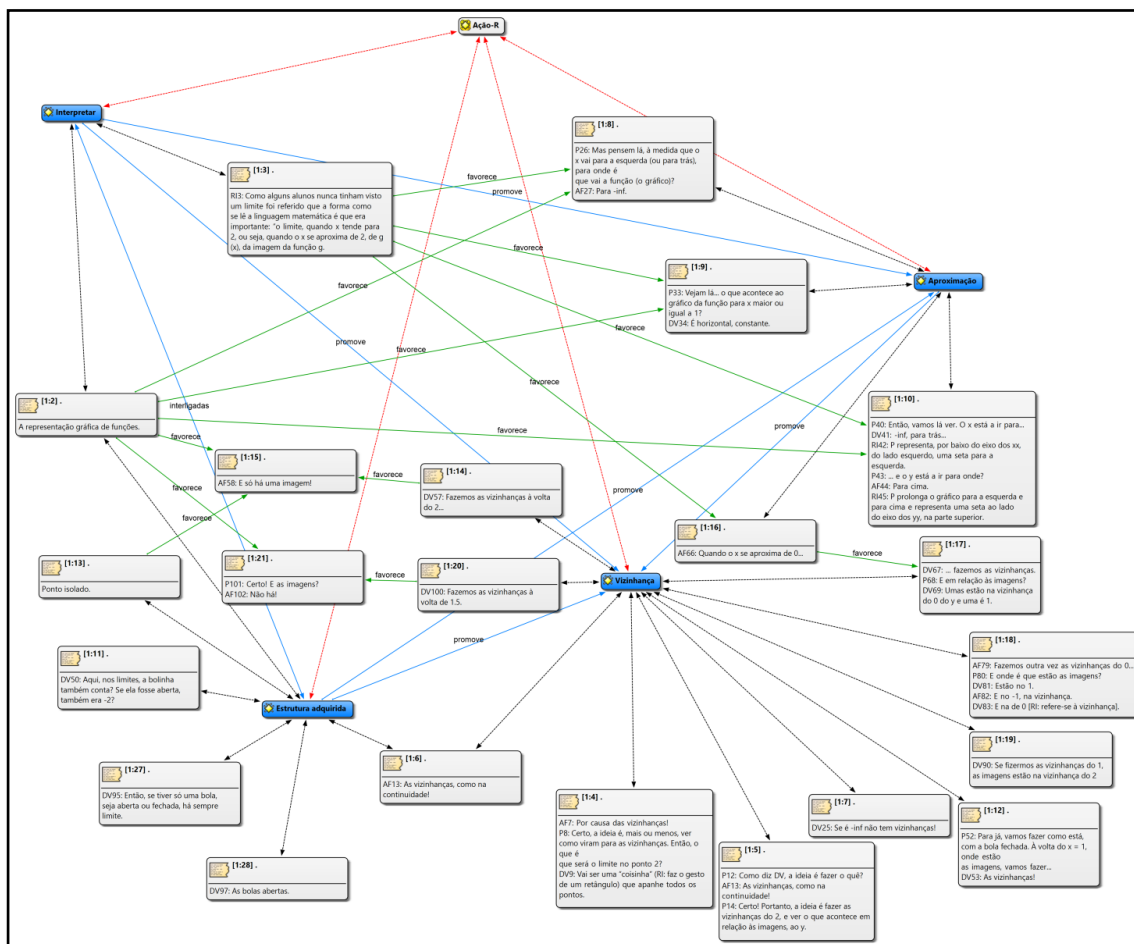 Ação-R
Interpretar
[1:8] .
P26: Mas pensem lá, à medida que o
x vai para a esquerda (ou para trás),
para onde é
que vai a função (o gráfico)?
AF27: Para -inf.
[1:3] .
RI3: Como alguns alunos nunca tinham visto
um limite foi referido que a forma como
se lê a linguagem matemática é que era
importante: "o limite, quando x tende para
2, ou seja, quando o x se aproxima de 2, de g
(x), da imagem da função g.
favorece
promove
[1:9] .
P33: Vejam lá... o que acontece ao
gráfico da função para x maior ou
igual a 1?
DV34: É horizontal, constante.
Aproximação
favorece
favorece
favorece
promove
favorece
favorece
[1:2] .
A representação gráfica de funções.
interligadas
favorece
favorece
[1:10] .
P40: Então, vamos lá ver. O x está a ir para...
DV41: -inf, para trás...
RI42: P representa, por baixo do eixo dos xx,
do lado esquerdo, uma seta para a
esquerda.
P43: ... e o y está a ir para onde?
AF44: Para cima.
RI45: P prolonga o gráfico para a esquerda e
para cima e representa uma seta ao lado
do eixo dos yy, na parte superior.
promove
[1:15] .
AF58: E só há uma imagem!
favorece
[1:14] .
DV57: Fazemos as vizinhanças à volta
do 2...
promove
favorece
[1:16] .
AF66: Quando o x se aproxima de 0...
favorece
[1:17] .
DV67: ... fazemos as vizinhanças.
P68: E em relação às imagens?
DV69: Umas estão na vizinhança
do 0 do y e uma é 1.
[1:13] .
Ponto isolado.
[1:21] .
P101: Certo! E as imagens?
AF102: Não há!
favorece
[1:20] .
DV100: Fazemos as vizinhanças à
volta de 1.5.
Vizinhança
[1:11] .
DV50: Aqui, nos limites, a bolinha
também conta? Se ela fosse aberta,
também era -2?
promove
Estrutura adquirida
[1:18] .
AF79: Fazemos outra vez as vizinhanças do 0...
P80: E onde é que estão as imagens?
DV81: Estão no 1.
AF82: E no -1, na vizinhança.
DV83: E na de 0 [RI: refere-se à vizinhança].
[1:6] .
AF13: As vizinhanças, como na
continuidade!
[1:19] .
DV90: Se fizermos as vizinhanças do 1,
as imagens estão na vizinhança do 2
[1:27] .
DV95: Então, se tiver só uma bola,
seja aberta ou fechada, há sempre
limite.
[1:4] .
AF7: Por causa das vizinhanças!
P8: Certo, a ideia é, mais ou menos, ver
como viram para as vizinhanças. Então, o
que é
que será o limite no ponto 2?
DV9: Vai ser uma "coisinha" (RI: faz o gesto
de um retângulo) que apanhe todos os
pontos.
[1:7] .
DV25: Se é -inf não tem vizinhanças!
[1:12] .
P52: Para já, vamos fazer como está,
com a bola fechada. À volta do x = 1,
onde estão
as imagens, vamos fazer...
DV53: As vizinhanças!
[1:5] .
P12: Como diz DV, a ideia é fazer o quê?
AF13: As vizinhanças, como na
continuidade!
P14: Certo! Portanto, a ideia é fazer as
vizinhanças do 2, e ver o que acontece em
relação às imagens, ao y.
[1:28] .
DV97: As bolas abertas.